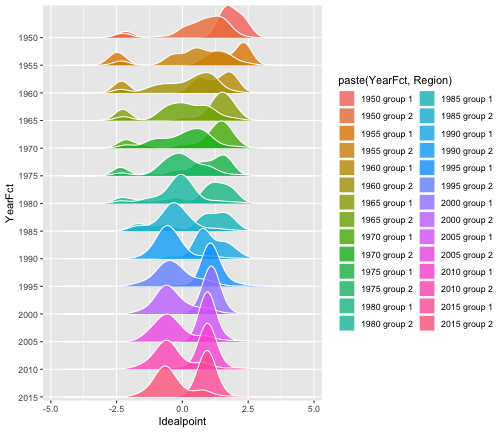 1950
1955
1960
1965
1970
1975
1980
1985
1990
1995
2000
2005
2010
2015
YearFct
-5.0 -2.5 0.0 2.5 5.0
Idealpoint
paste(YearFct, Region)
1950 group 1 1985 group 1
1950 group 2 1985 group 2
1955 group 1 1990 group 1
1955 group 2 1990 group 2
1960 group 1 1995 group 1
1960 group 2 1995 group 2
1965 group 1 2000 group 1
1965 group 2 2000 group 2
1970 group 1 2005 group 1
1970 group 2 2005 group 2
1975 group 1 2010 group 1
1975 group 2 2010 group 2
1980 group 1 2015 group 1
1980 group 2 2015 group 2